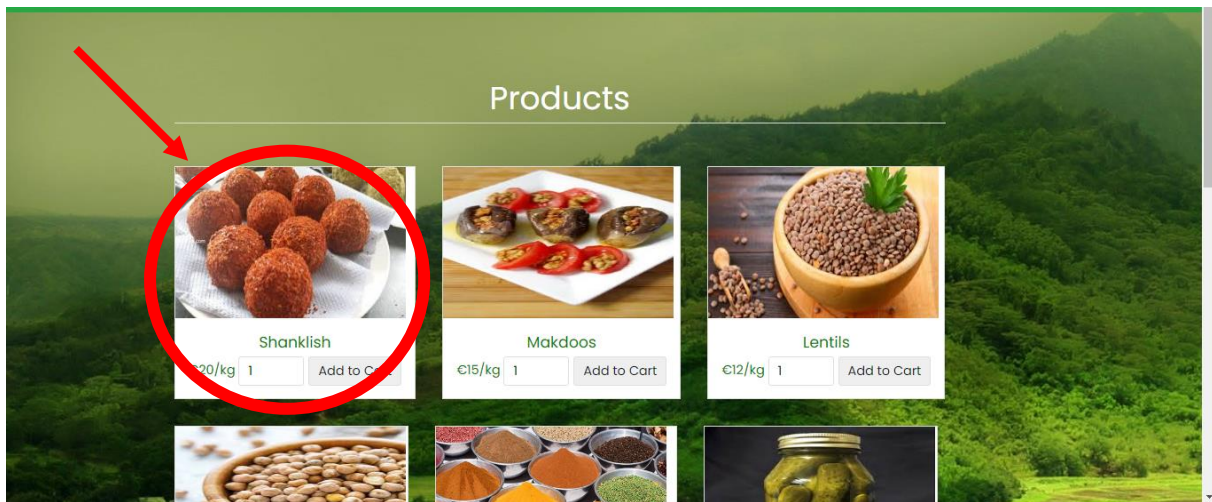 Products
Shanklish
€20/kg 1 Add to Cart
Makdoos
€15/kg 1 Add to Cart
Lentils
€12/kg 1 Add to Cart